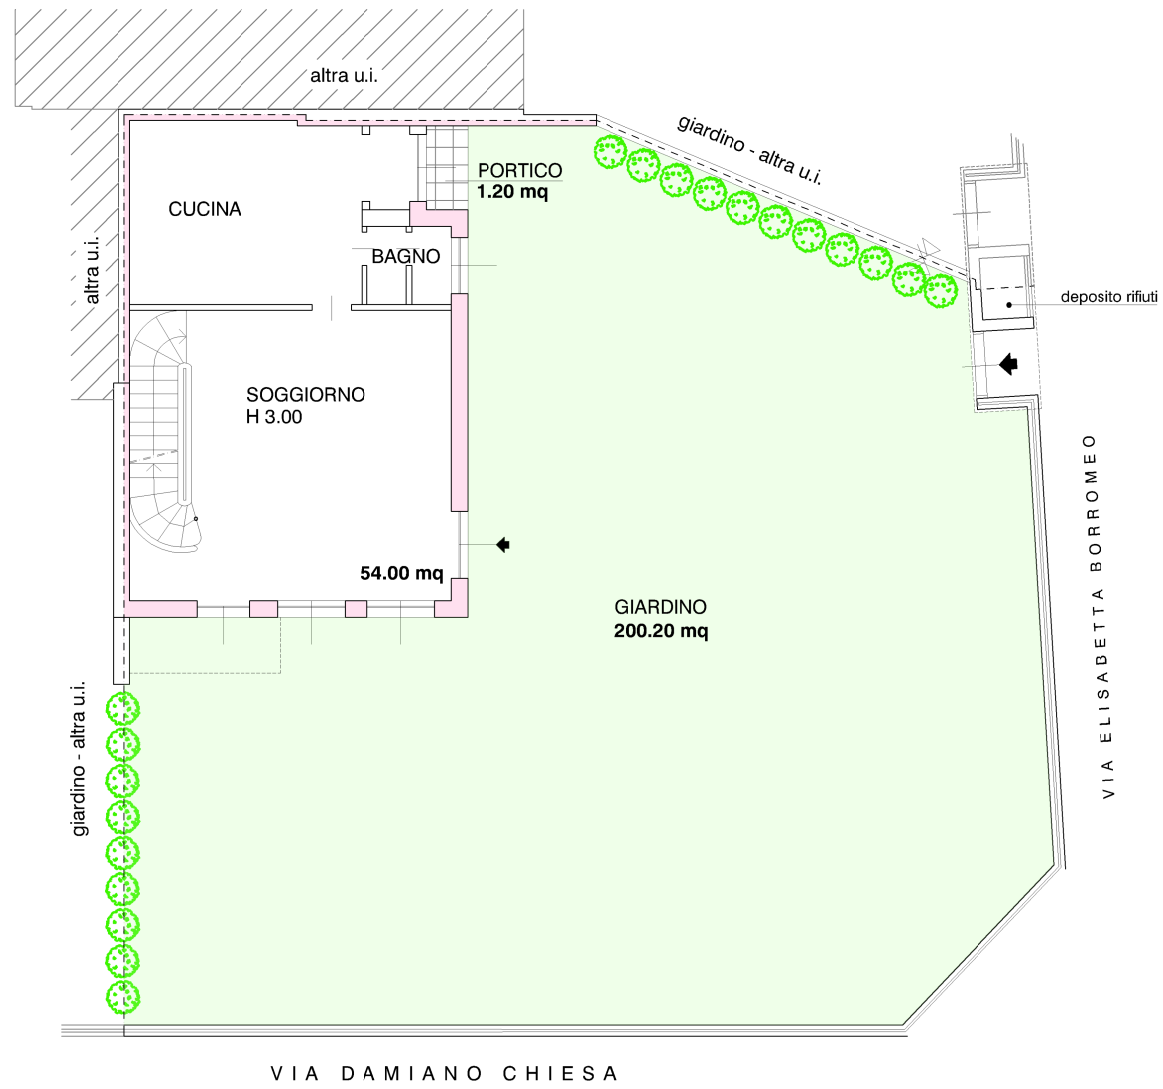 altra u.i.
giardino - altra u.i.
PORTICO
1.20 mq
CUCINA
BAGNO
altra u.i.
deposito rifiuti
SOGGIORNO
H 3.00
54.00 mq
GIARDINO
200.20 mq
VIA ELISABETTA BORROMEO
giardino - altra u.i.
VIA DAMIANO CHIESA